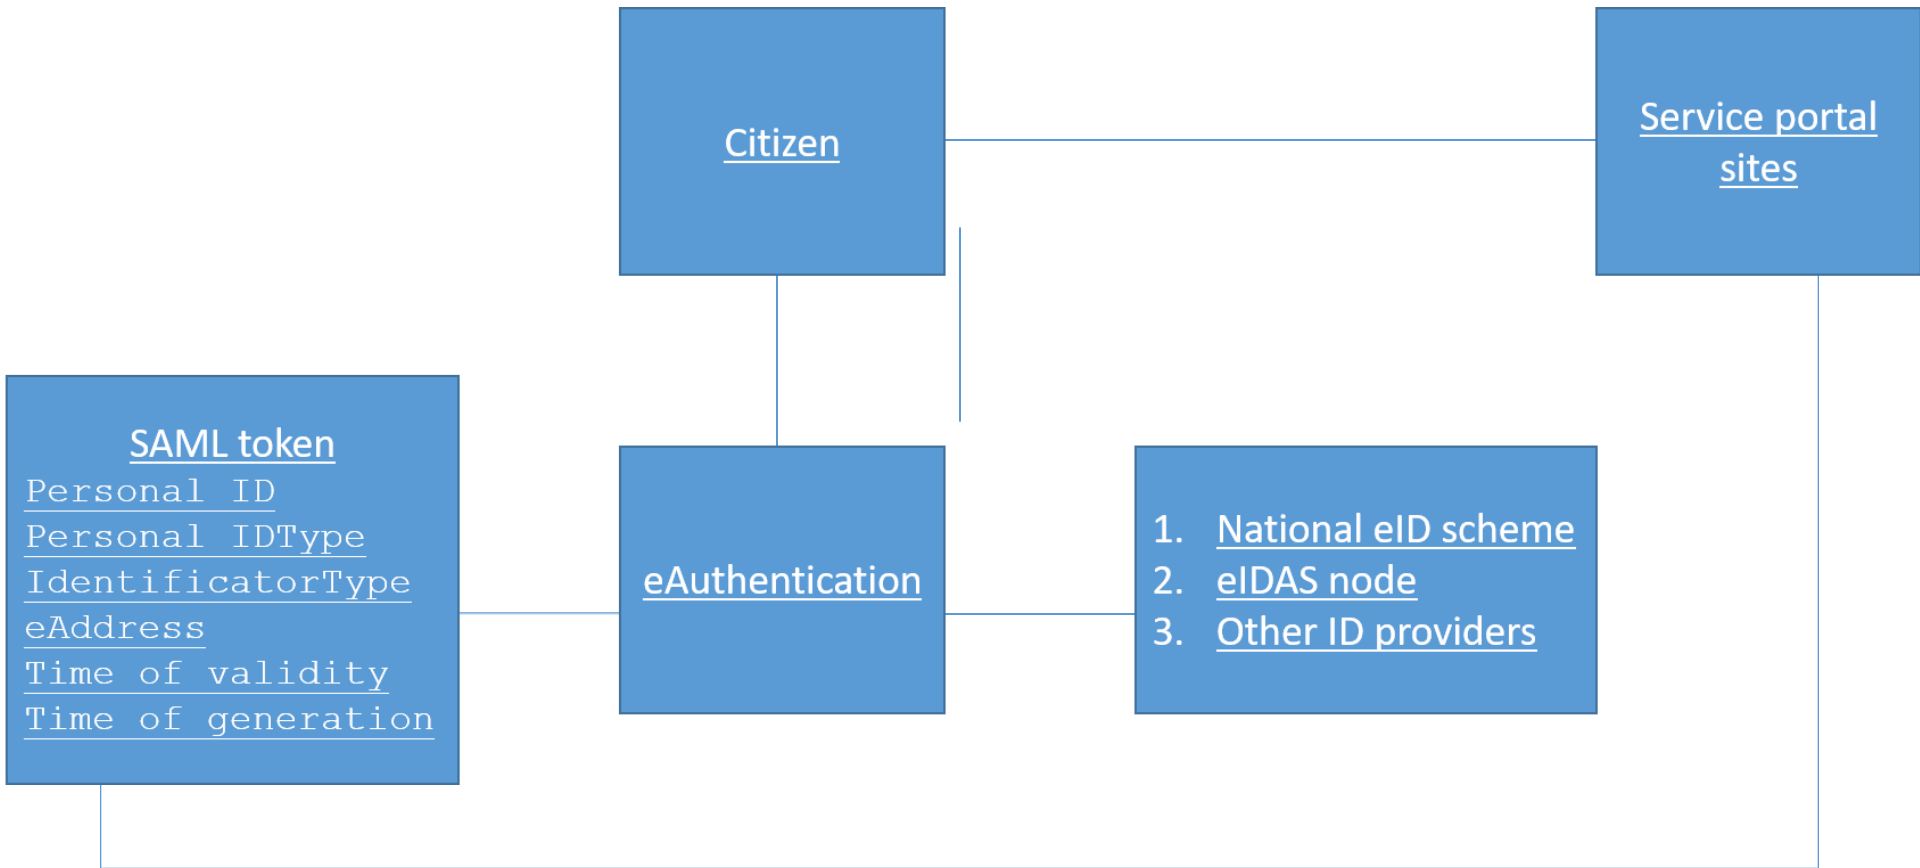 Citizen
Service portal
sites
SAML token
Personal ID
Personal IDType
IdentificatorType
eAddress
Time of validity
Time of generation
eAuthentication
1. National eID scheme
2. eIDAS node
3. Other ID providers